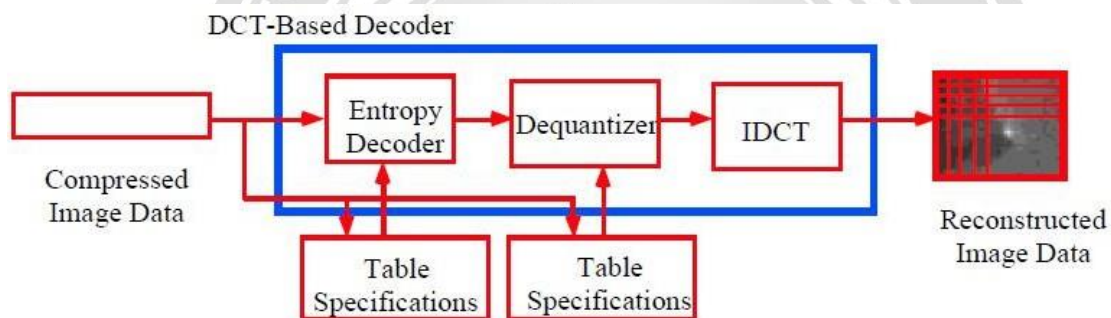 DCT-Based Decoder
Entropy
Decoder
Dequantizer
IDCT
Compressed
Image Data
Reconstructed
Image Data
Table
Specifications
Table
Specifications